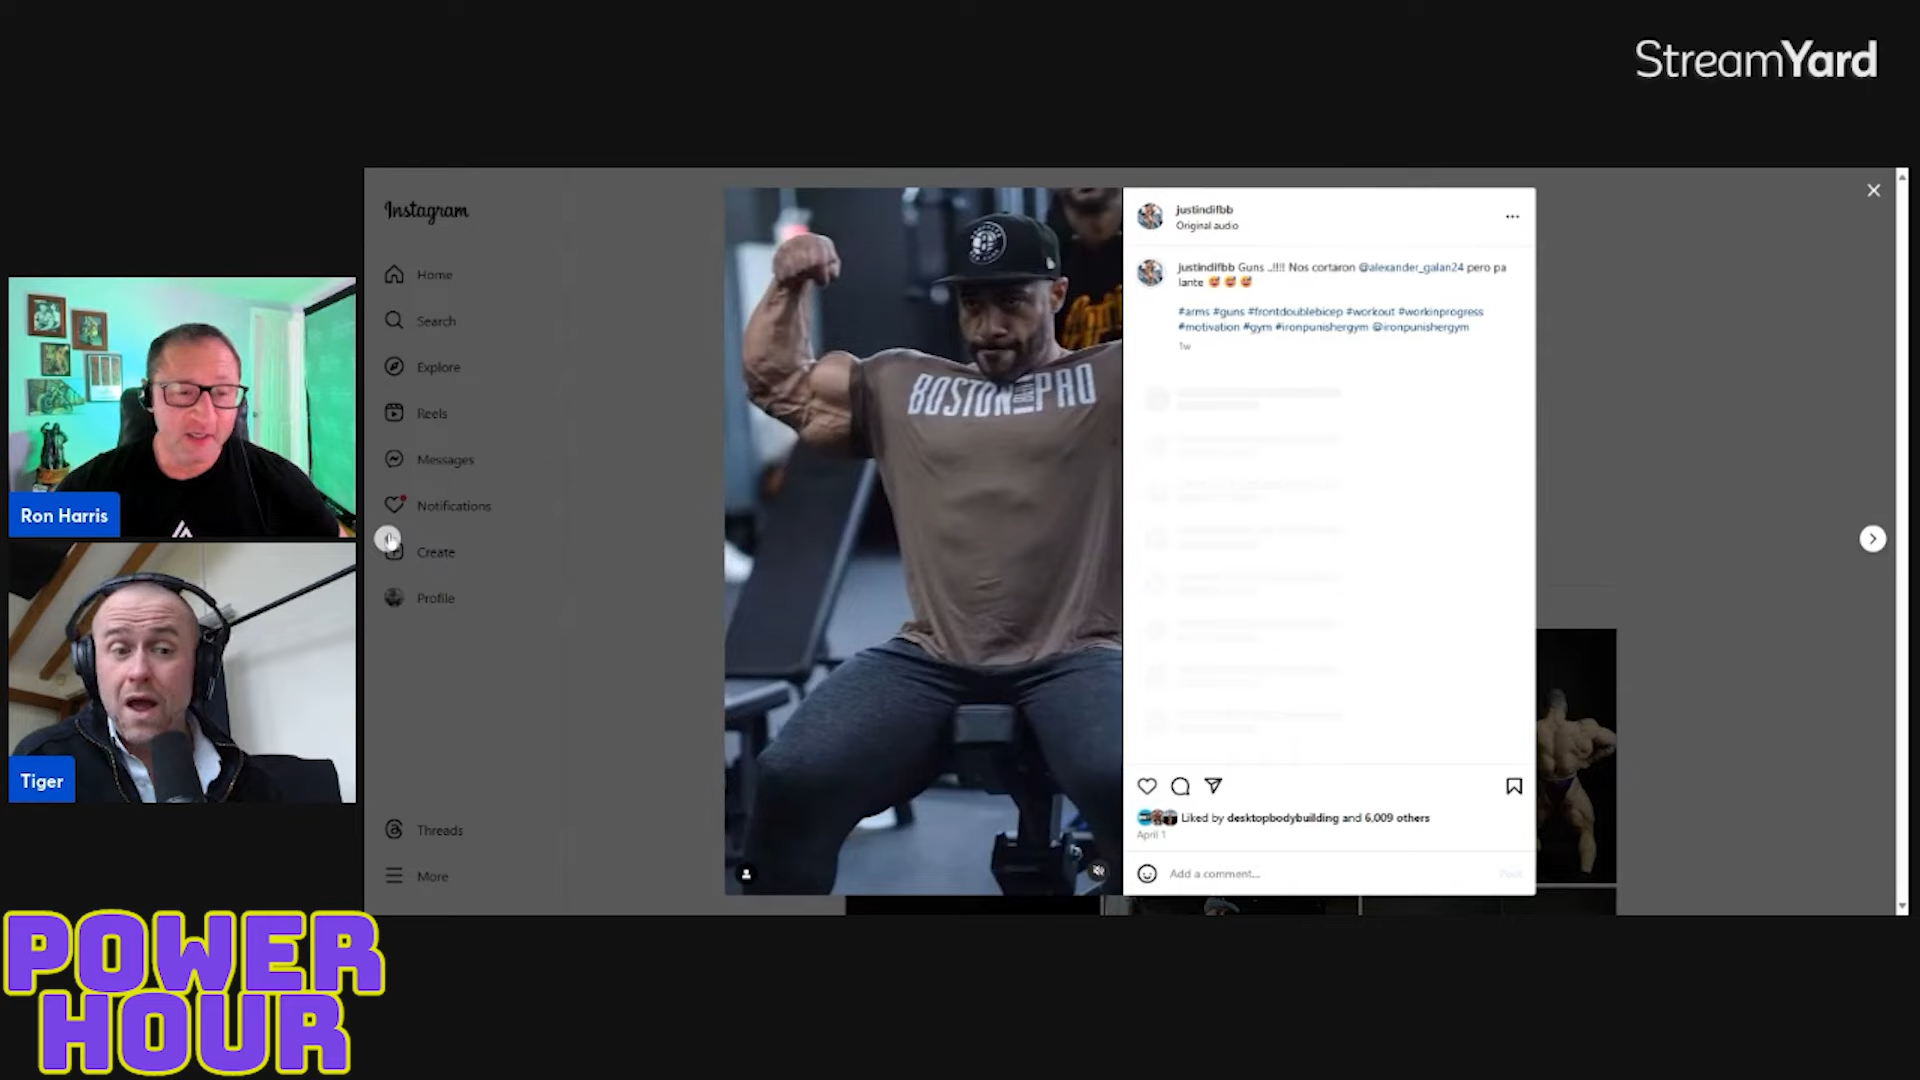 StreamYard
Instagram
Home
Search
Explore
Reels
Messages
Notifications
Create
Profile
Threads
More
BOSTON PRO
justindifbb
Original audio
justindifbb Guns ..!!!! Nos cortaron @alexander_galan24 pero pa
lante 🥵 🥵 🥵
#arms #guns #frontdoublebicep #workout #workinprogress
#motivation #gym #ironpunishergym @ironpunishergym
1w
Liked by desktopbodybuilding and 6,009 others
April 1
Add a comment...
Post
Ron Harris
Tiger
POWER
HOUR